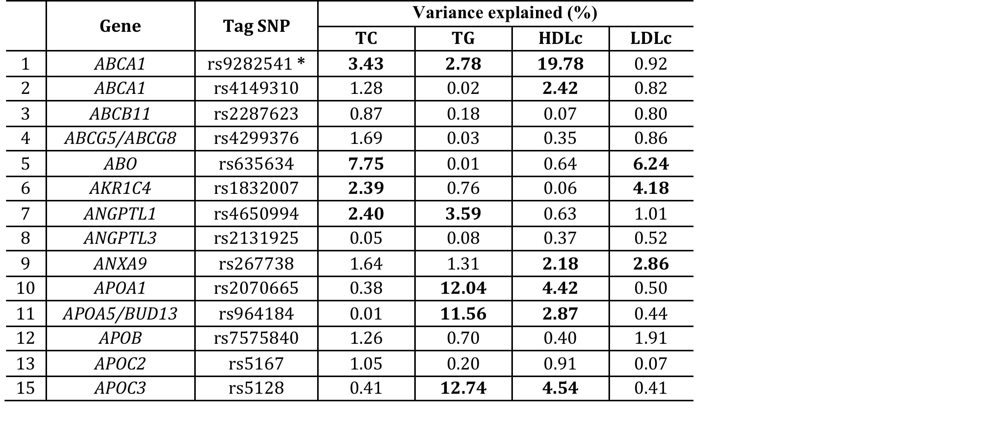 Gene Tag SNP Variance explained (%)
TC TG HDLc LDLc
1 ABCA1 rs9282541 * 3.43 2.78 19.78 0.92
2 ABCA1 rs4149310 1.28 0.02 2.42 0.82
3 ABCB11 rs2287623 0.87 0.18 0.07 0.80
4 ABCG5/ABCG8 rs4299376 1.69 0.03 0.35 0.86
5 ABO rs635634 7.75 0.01 0.64 6.24
6 AKR1C4 rs1832007 2.39 0.76 0.06 4.18
7 ANGPTL1 rs4650994 2.40 3.59 0.63 1.01
8 ANGPTL3 rs2131925 0.05 0.08 0.37 0.52
9 ANXA9 rs267738 1.64 1.31 2.18 2.86
10 APOA1 rs2070665 0.38 12.04 4.42 0.50
11 APOA5/BUD13 rs964184 0.01 11.56 2.87 0.44
12 APOB rs7575840 1.26 0.70 0.40 1.91
13 APOC2 rs5167 1.05 0.20 0.91 0.07
15 APOC3 rs5128 0.41 12.74 4.54 0.41